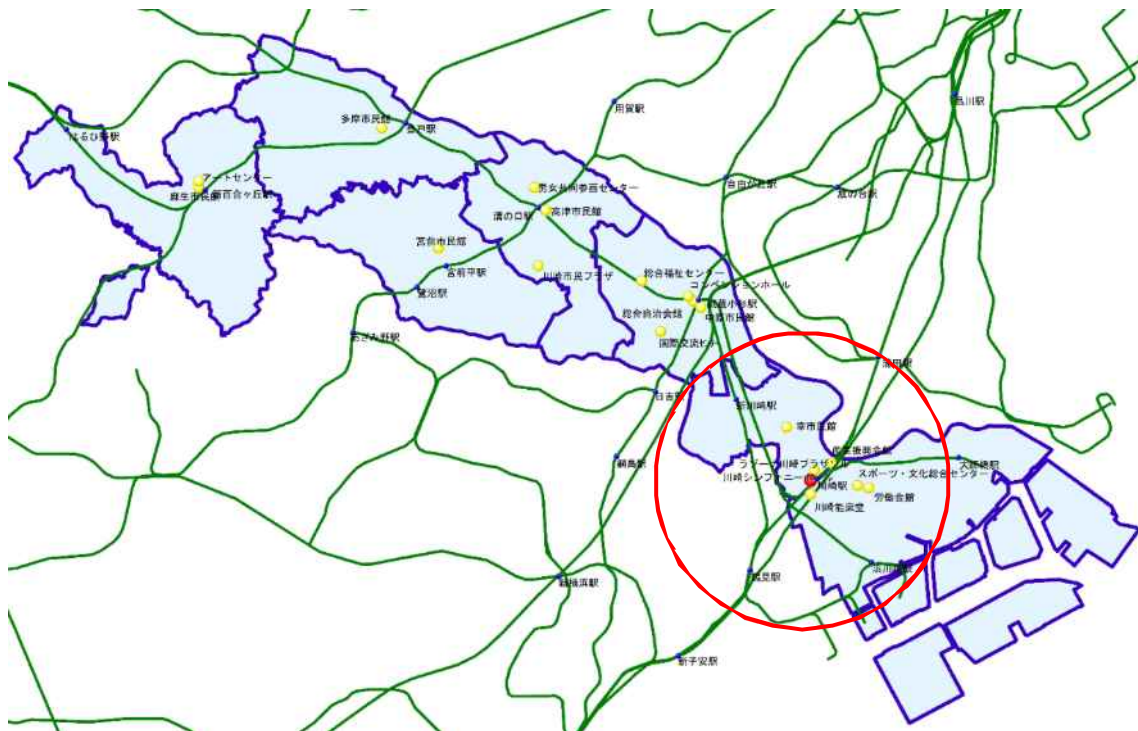 用賀駅
品川駅
多摩市民館
登戸駅
はるひ野駅
アートセンター
麻生市民館
新百合ヶ丘駅
男女共同参画センター
自由が丘駅
旗の台駅
溝の口駅
高津市民館
宮前市民館
宮前平駅
川崎市民プラザ
総合福祉センター
コンベンションホール
鷺沼駅
武蔵小杉駅
総合自治会館
中原市民館
あざみ野駅
国際交流センター
蒲田駅
日吉駅
新川崎駅
幸市民館
綱島駅
産業振興会館
大師橋駅
ラゾーナ川崎プラザソル
川崎シンフォニー
スポーツ・文化総合センター
川崎駅
労働会館
川崎能楽堂
浜川崎駅
鶴見駅
新横浜駅
新子安駅